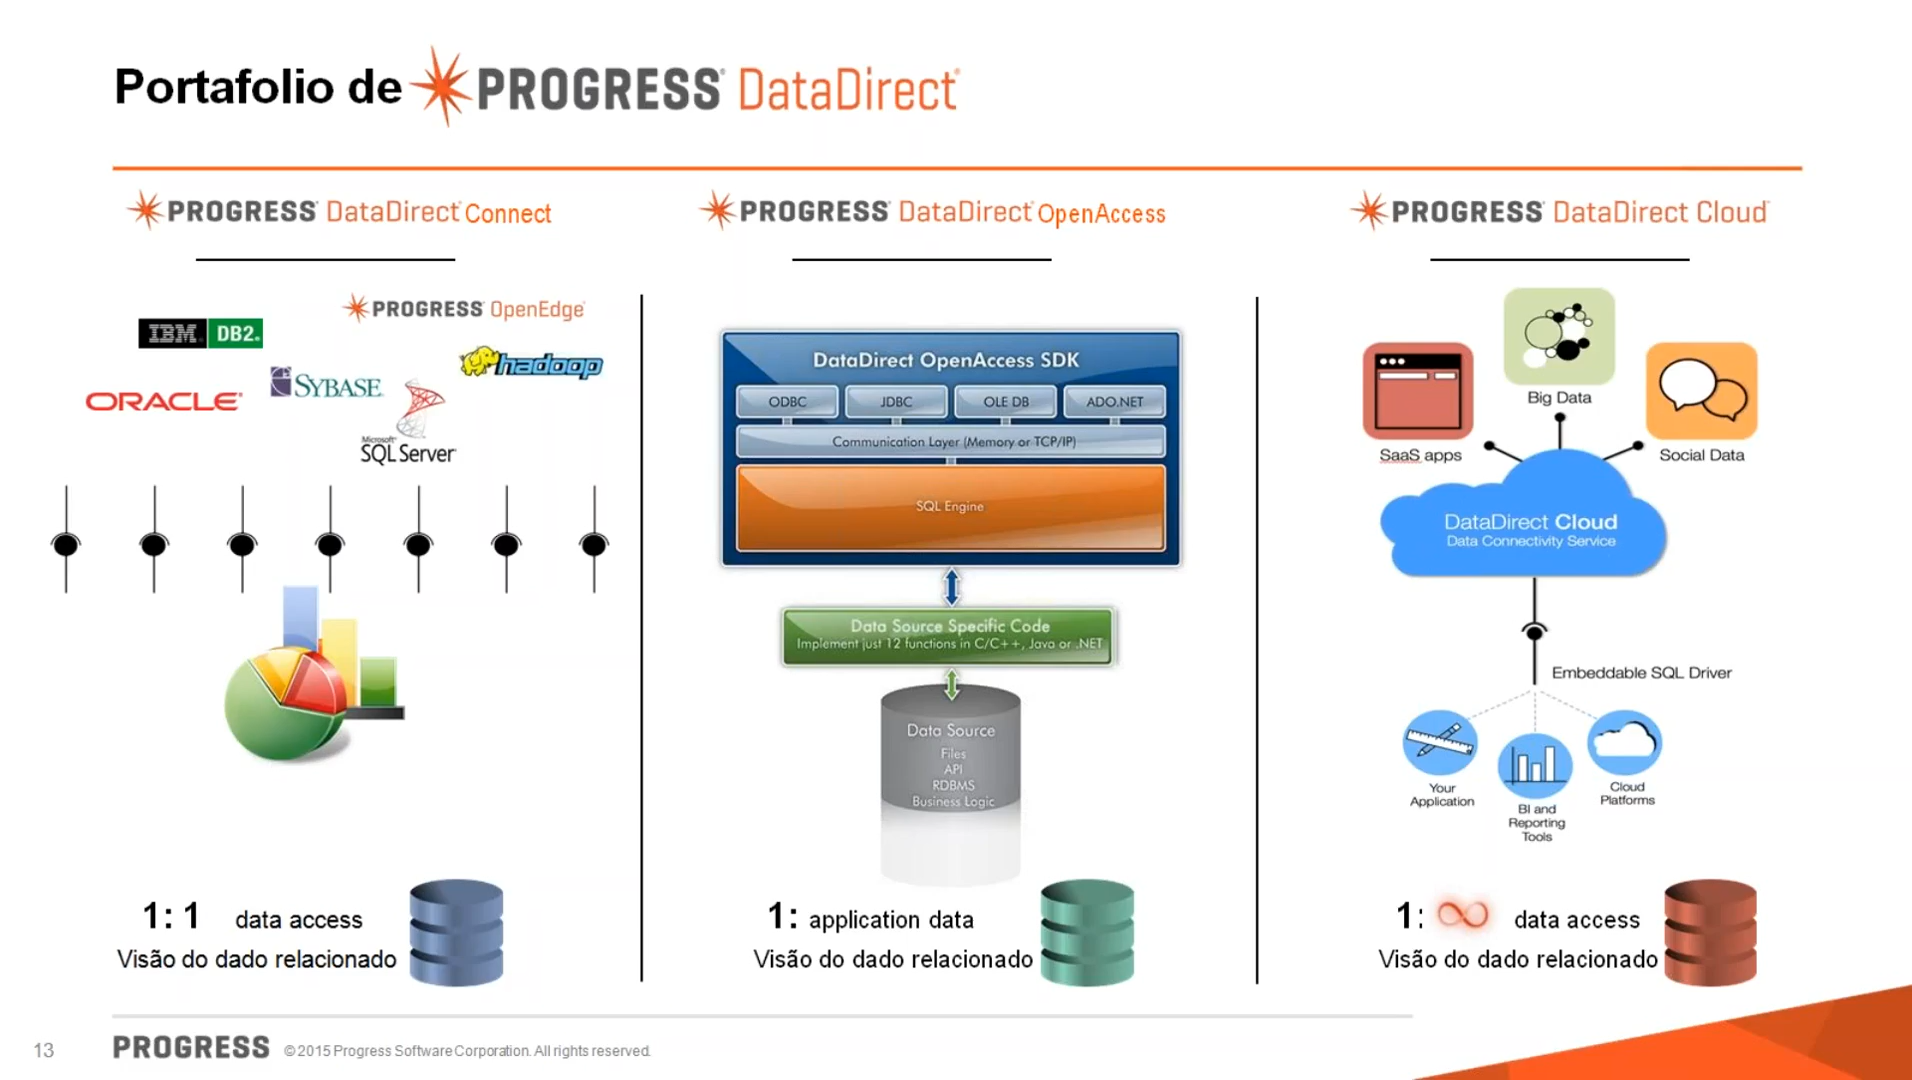 Portafolio de PROGRESS DataDirect
PROGRESS DataDirect Connect
IBM DB2.
PROGRESS OpenEdge
hadoop
SYBASE
ORACLE
Microsoft
SQL Server
1: 1 data access
Visão do dado relacionado
PROGRESS DataDirect OpenAccess
DataDirect OpenAccess SDK
ODBC JDBC OLE DB ADO.NET
Communication Layer (Memory or TCP/IP)
SQL Engine
Data Source Specific Code
Implement just 12 functions in C/C++, Java or .NET
Data Source
Files
API
RDBMS
Business Logic
1: application data
Visão do dado relacionado
PROGRESS DataDirect Cloud
Big Data
SaaS apps
Social Data
DataDirect Cloud
Data Connectivity Service
Embeddable SQL Driver
Your
Application
BI and
Reporting
Tools
Cloud
Platforms
1: ∞ data access
Visão do dado relacionado
13 PROGRESS © 2015 Progress Software Corporation. All rights reserved.